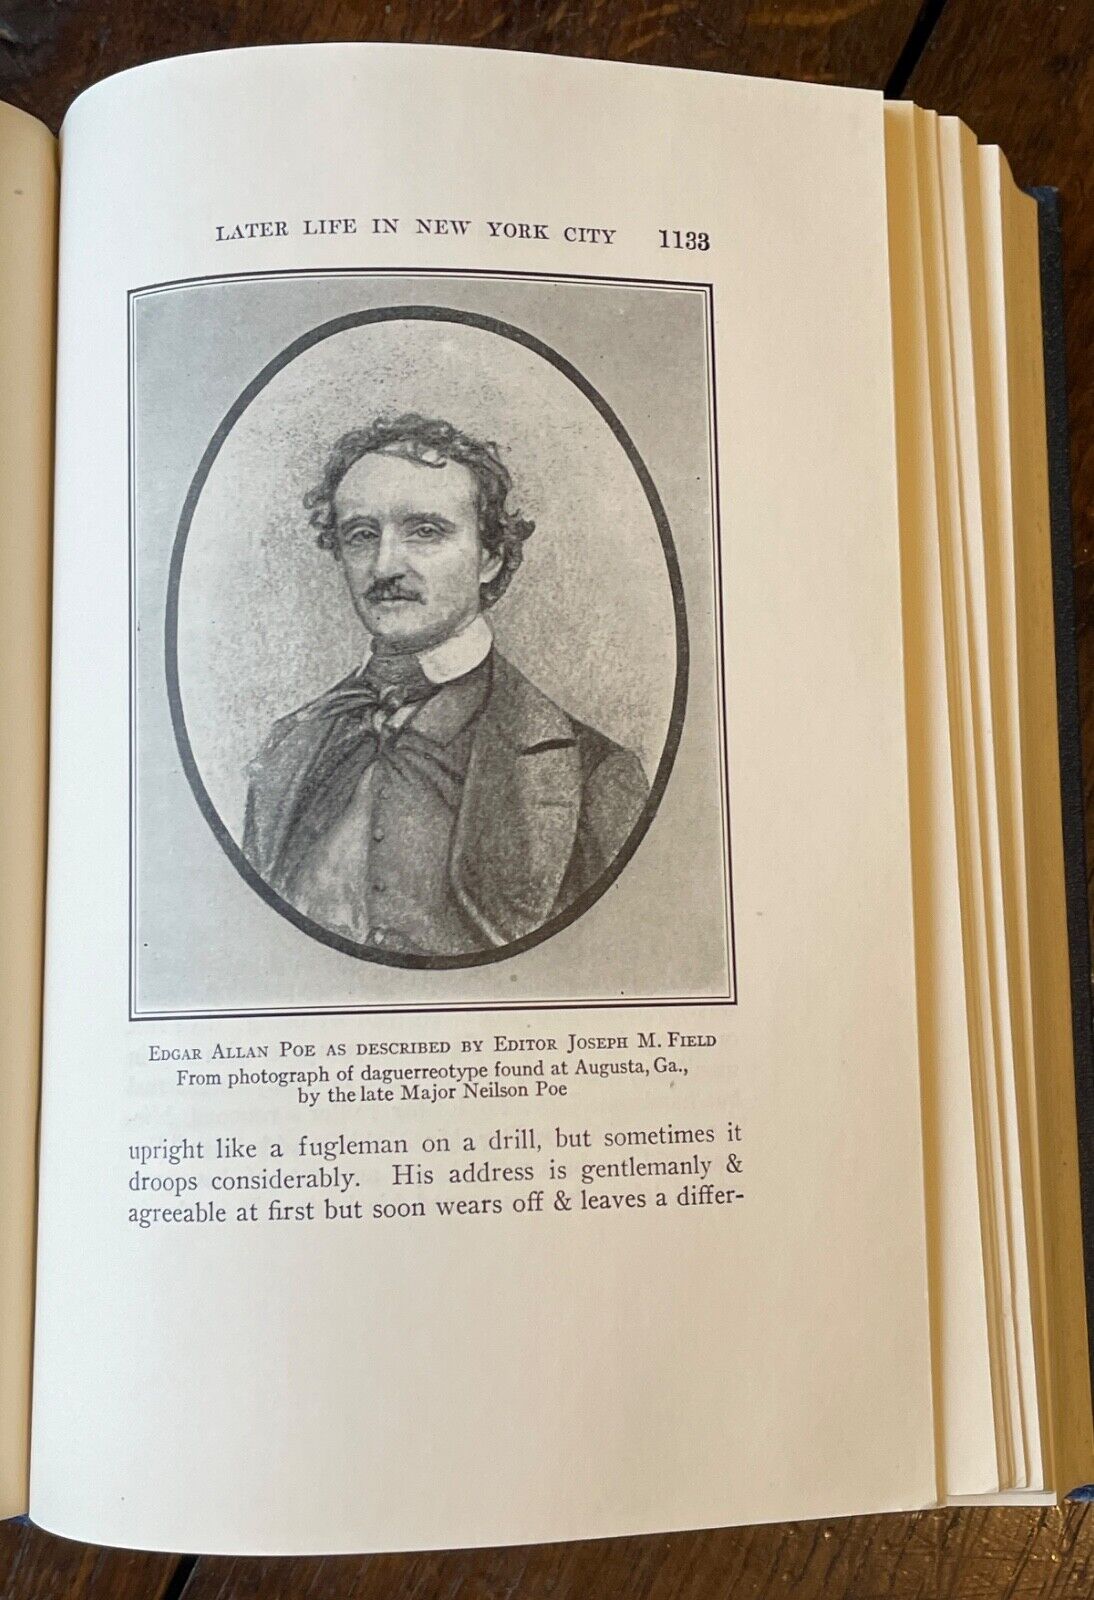 LATER LIFE IN NEW YORK CITY 1133
EDGAR ALLAN POE AS DESCRIBED BY EDITOR JOSEPH M. FIELD
From photograph of daguerreotype found at Augusta, Ga.,
by the late Major Neilson Poe
upright like a fugleman on a drill, but sometimes it
droops considerably. His address is gentlemanly &
agreeable at first but soon wears off & leaves a differ-